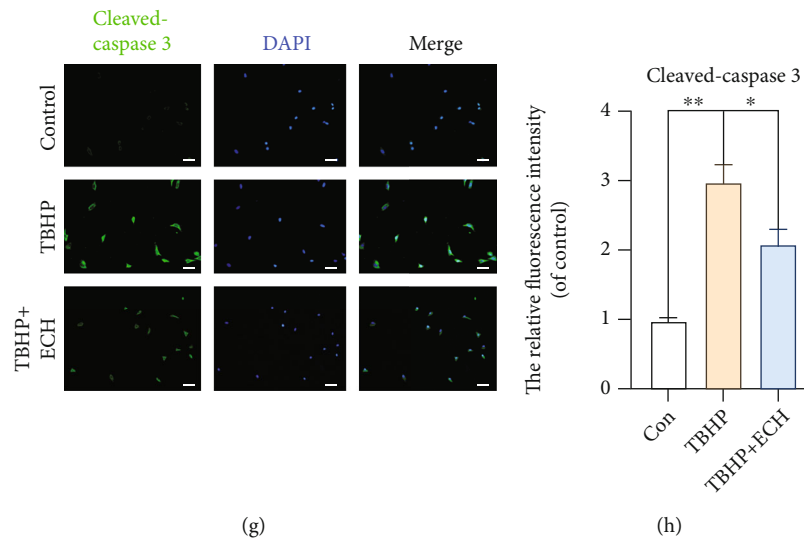 Cleaved-
caspase 3
DAPI
Merge
Control
TBHP
TBHP+
ECH
(g)
Cleaved-caspase 3
** *
The relative fluorescence intensity
(of control)
4
3
2
1
0
Con
TBHP
TBHP+ECH
(h)